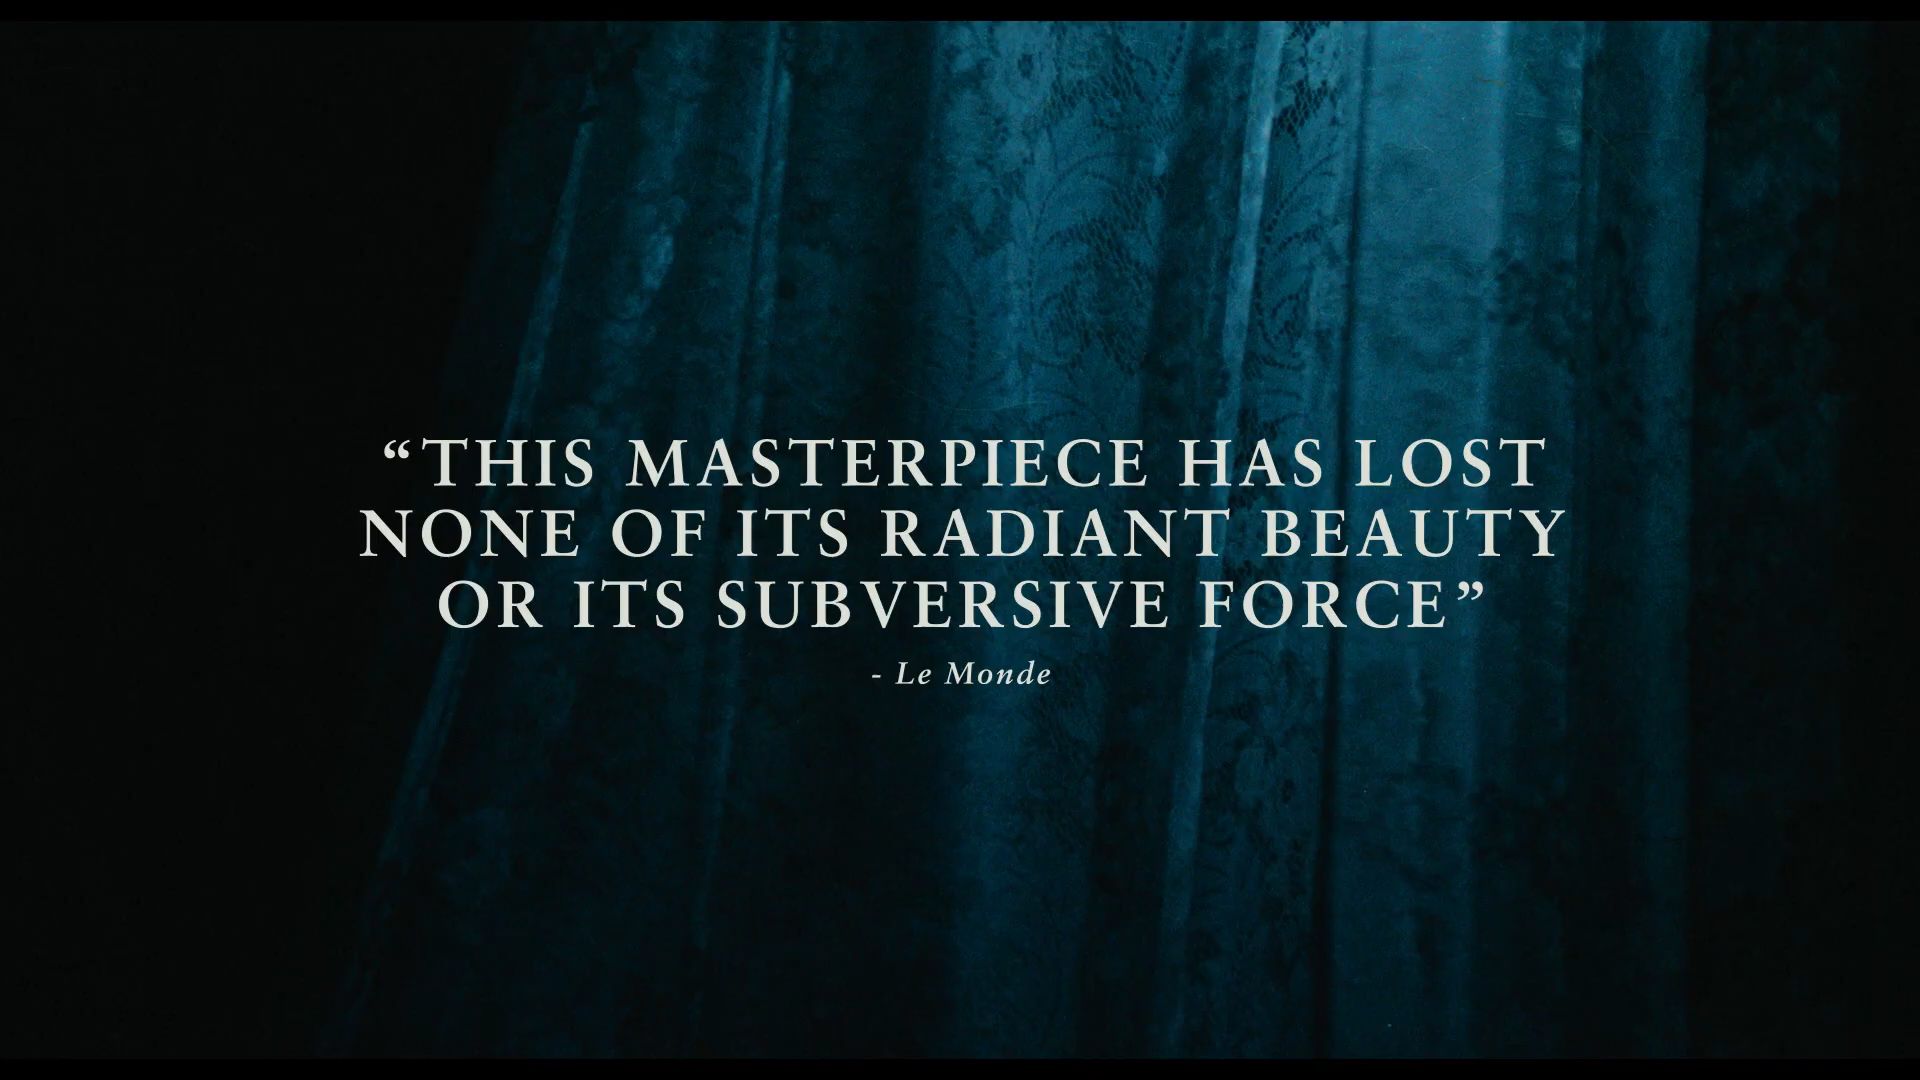 “THIS MASTERPIECE HAS LOST
NONE OF ITS RADIANT BEAUTY
OR ITS SUBVERSIVE FORCE”
- Le Monde